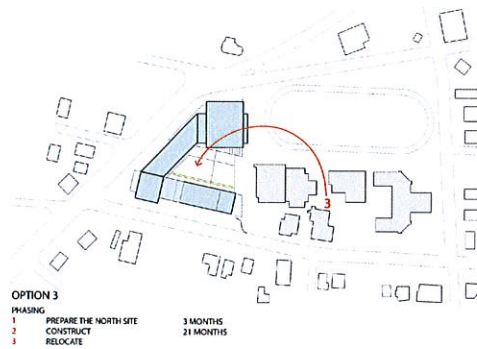 3
OPTION 3
PHASING
1 PREPARE THE NORTH SITE 3 MONTHS
2 CONSTRUCT 21 MONTHS
3 RELOCATE